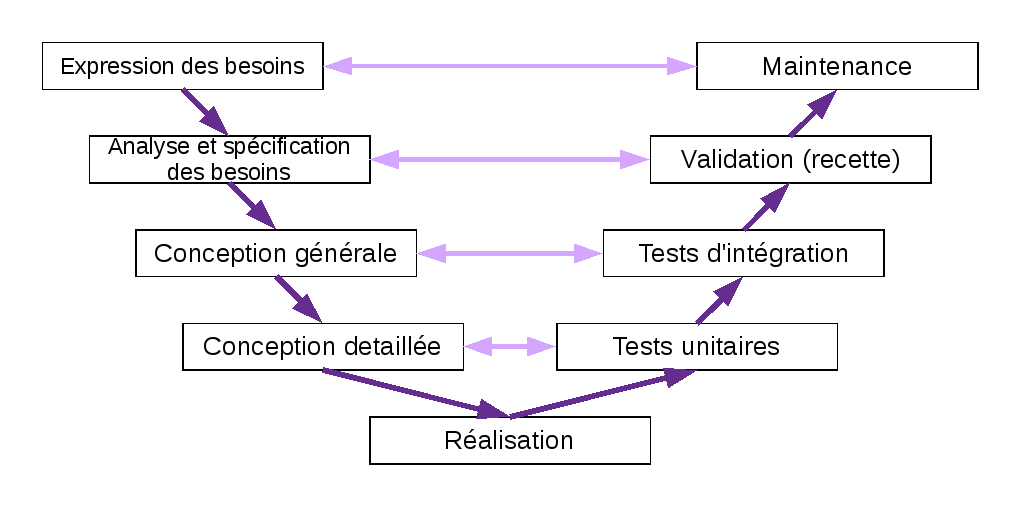 Expression des besoins
Maintenance
Analyse et spécification
des besoins
Validation (recette)
Conception générale
Tests d'intégration
Conception detaillée
Tests unitaires
Réalisation